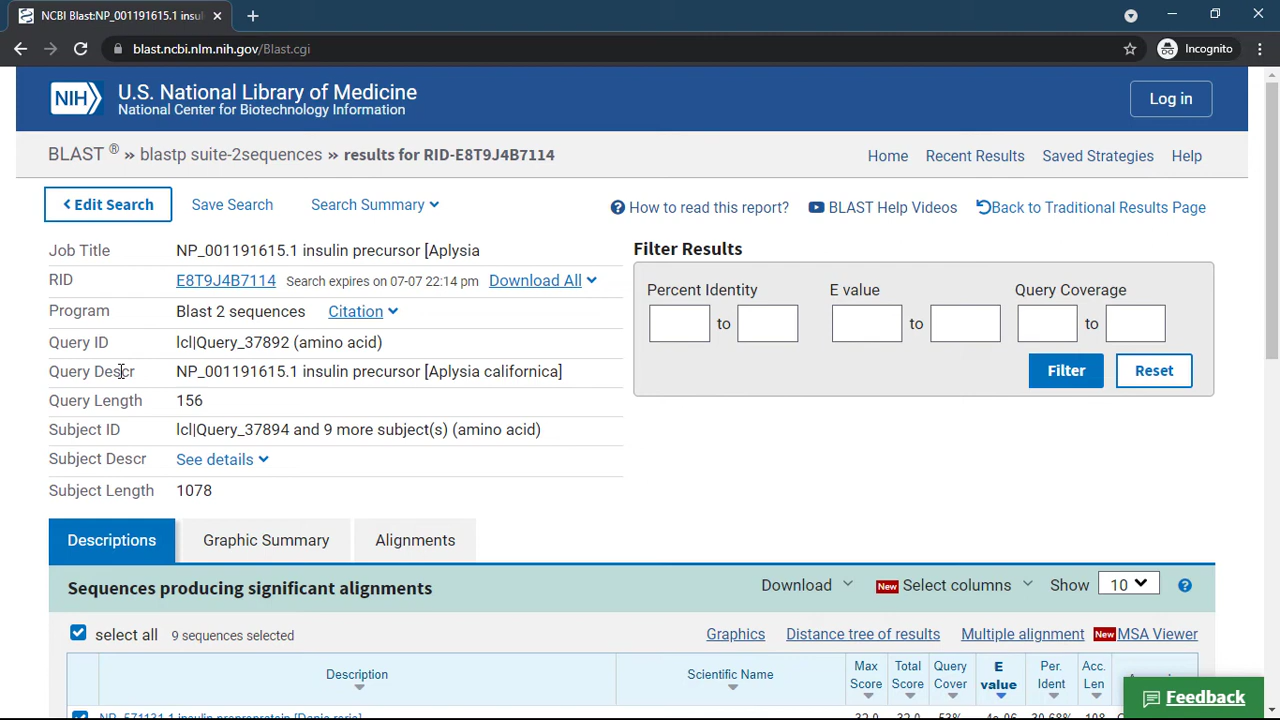 NCBI Blast:NP_001191615.1 insu
blast.ncbi.nlm.nih.gov/Blast.cgi
Incognito
NIH
U.S. National Library of Medicine
National Center for Biotechnology Information
Log in
BLAST ® » blastp suite-2sequences » results for RID-E8T9J4B7114
Home Recent Results Saved Strategies Help
< Edit Search Save Search Search Summary
How to read this report? BLAST Help Videos Back to Traditional Results Page
Job Title NP_001191615.1 insulin precursor [Aplysia
RID E8T9J4B7114 Search expires on 07-07 22:14 pm Download All
Program Blast 2 sequences Citation
Query ID lcl|Query_37892 (amino acid)
Query Descr NP_001191615.1 insulin precursor [Aplysia californica]
Query Length 156
Subject ID lcl|Query_37894 and 9 more subject(s) (amino acid)
Subject Descr See details
Subject Length 1078
Filter Results
Percent Identity E value Query Coverage
to to to
Filter Reset
Descriptions Graphic Summary Alignments
Sequences producing significant alignments
Download New Select columns Show 10
select all 9 sequences selected
Graphics Distance tree of results Multiple alignment New MSA Viewer
Description Scientific Name Max Score Total Score Query Cover E value Per. Ident Acc. Len
NP_571131.1 insulin preproprotein [Danio rerio]
Feedback